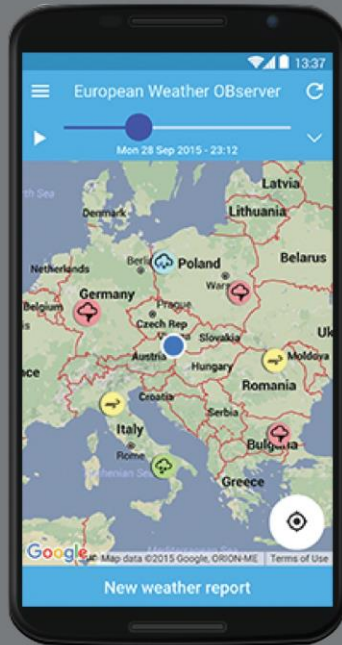 13:37
European Weather OBserver
Mon 28 Sep 2015 - 23:12
Latvia
Denmark
Lithuania
Belarus
Netherlands
Poland
Germany
Belgium
Prague
Czech Rep
Slovakia
Austria
Hungary
Moldova
Romania
Croatia
Serbia
Italy
Rome
Bulgaria
Greece
Google
Map data ©2015 Google, ORION-ME
Terms of Use
New weather report